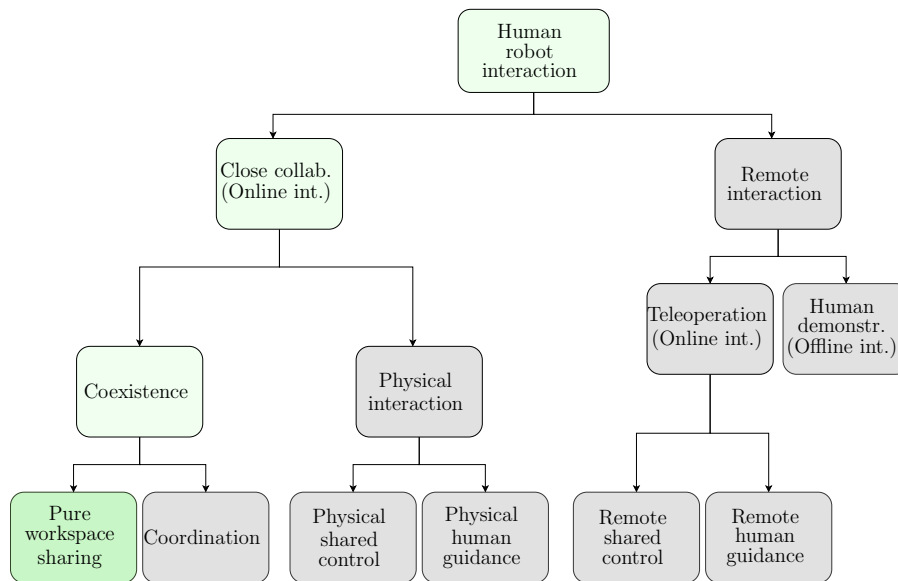 Human
robot
interaction
Close collab.
(Online int.)
Remote
interaction
Teleoperation
(Online int.)
Human
demonstr.
(Offline int.)
Coexistence
Physical
interaction
Pure
workspace
sharing
Coordination
Physical
shared
control
Physical
human
guidance
Remote
shared
control
Remote
human
guidance